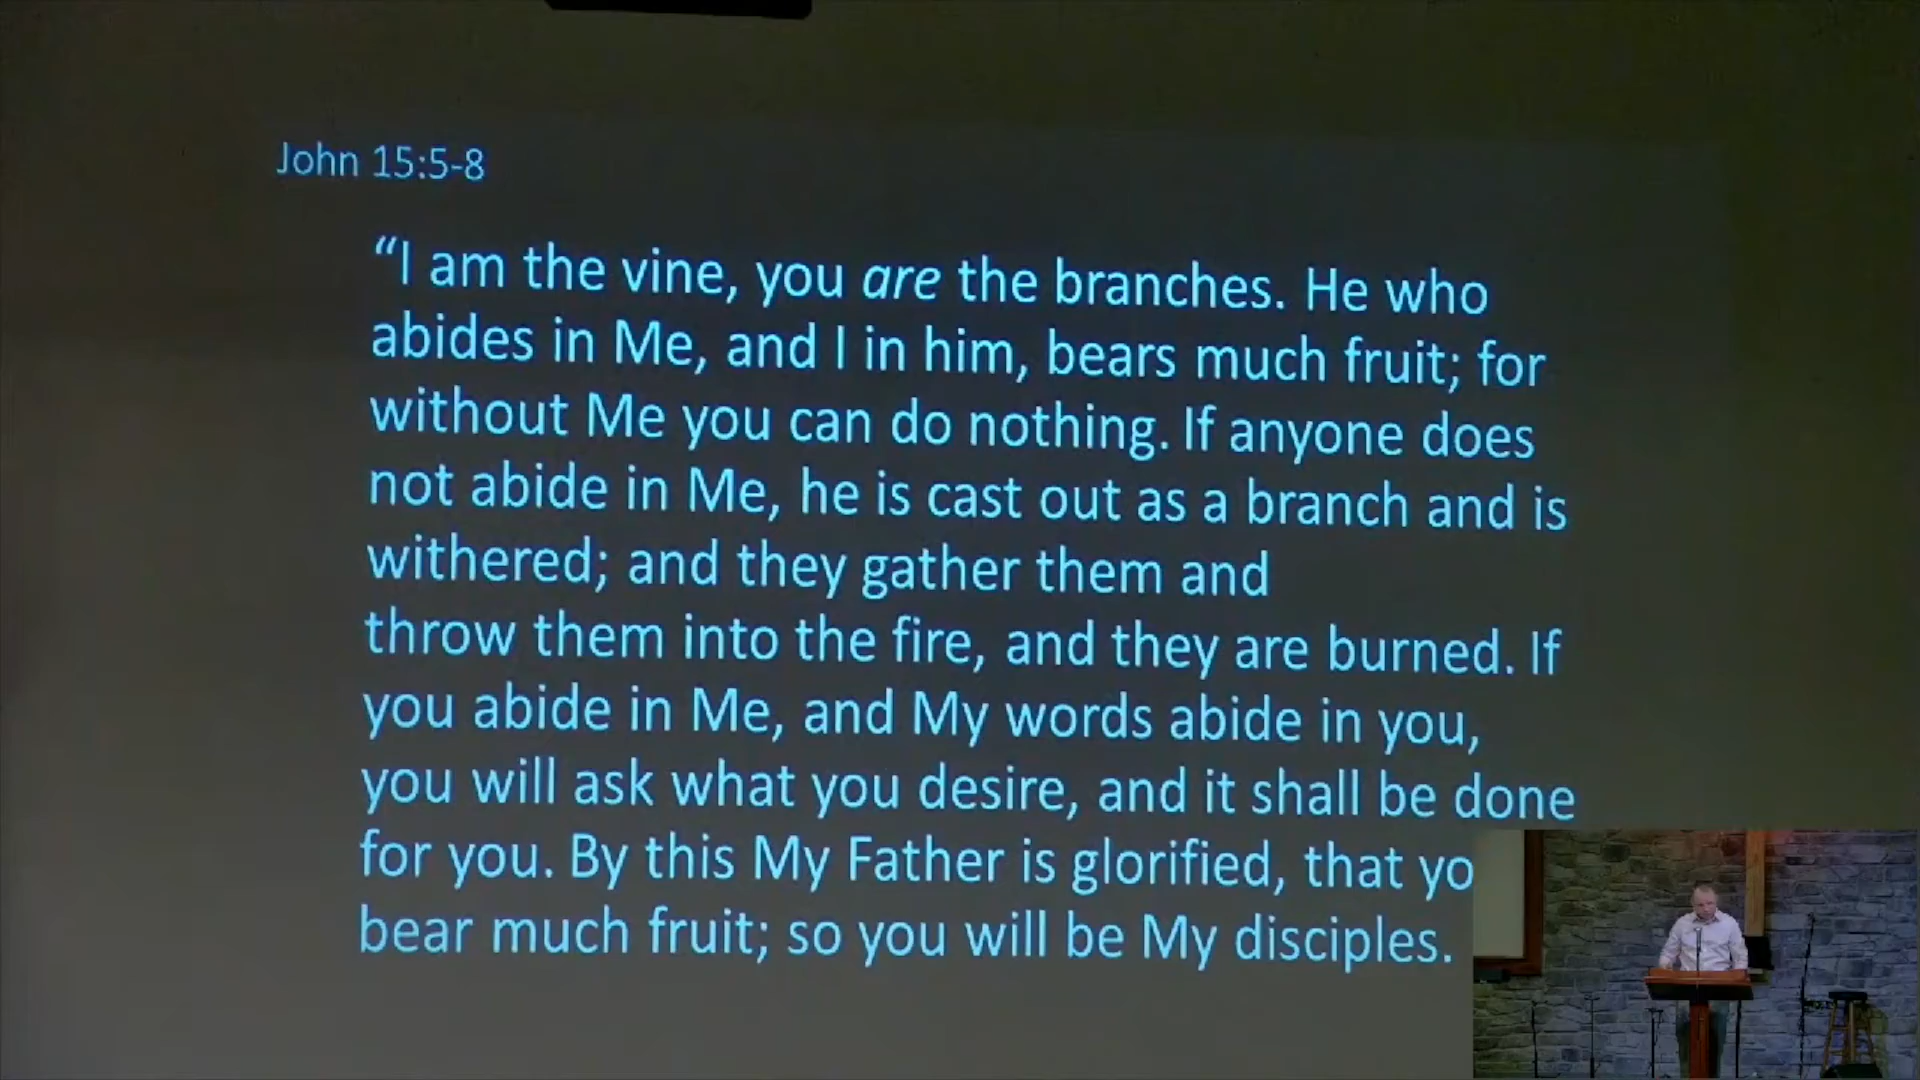 John 15:5-8
“I am the vine, you are the branches. He who
abides in Me, and I in him, bears much fruit; for
without Me you can do nothing. If anyone does
not abide in Me, he is cast out as a branch and is
withered; and they gather them and
throw them into the fire, and they are burned. If
you abide in Me, and My words abide in you,
you will ask what you desire, and it shall be done
for you. By this My Father is glorified, that yo
bear much fruit; so you will be My disciples.